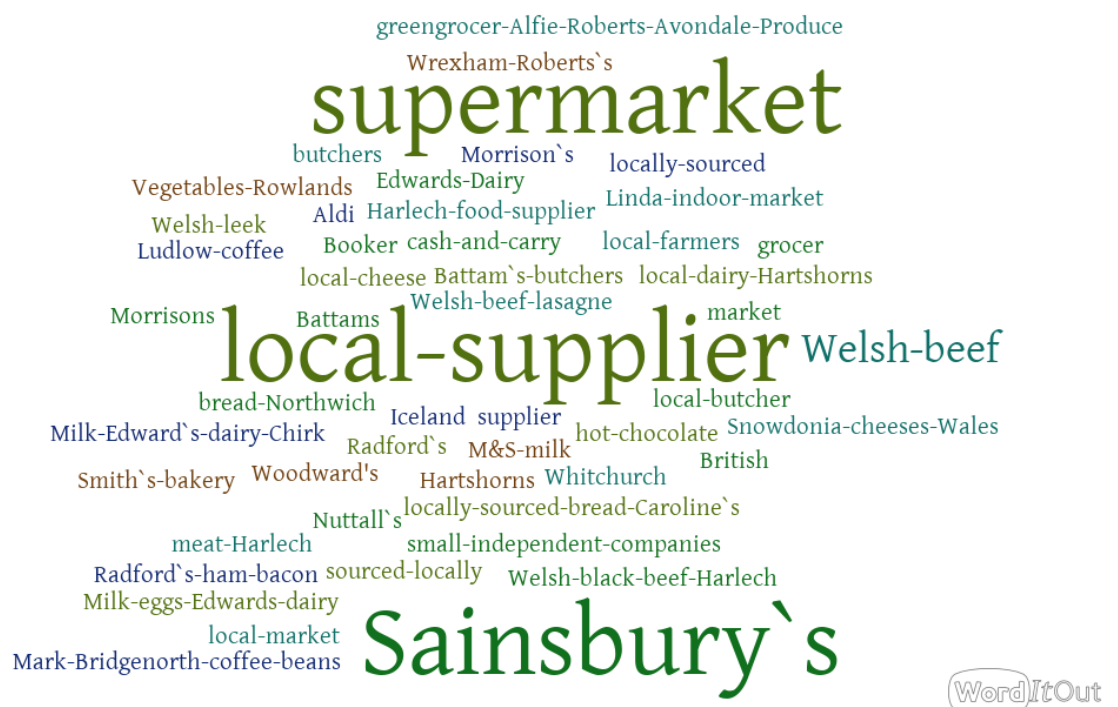 greengrocer-Alfie-Roberts-Avondale-Produce
Wrexham-Roberts`s
supermarket
butchers Morrison`s locally-sourced
Vegetables-Rowlands Edwards-Dairy Linda-indoor-market
Welsh-leek Aldi Harlech-food-supplier
Ludlow-coffee Booker cash-and-carry local-farmers grocer
local-cheese Battam`s-butchers local-dairy-Hartshorns
Welsh-beef-lasagne
Morrisons Battams market
local-supplier Welsh-beef
bread-Northwich local-butcher
Iceland supplier
Milk-Edward`s-dairy-Chirk hot-chocolate Snowdonia-cheeses-Wales
Radford`s M&S-milk British
Smith`s-bakery Woodward's Hartshorns Whitchurch
locally-sourced-bread-Caroline`s
Nuttall`s
meat-Harlech small-independent-companies
Radford`s-ham-bacon sourced-locally Welsh-black-beef-Harlech
Milk-eggs-Edwards-dairy
local-market Sainsbury`s
Mark-Bridgenorth-coffee-beans
WordItOut